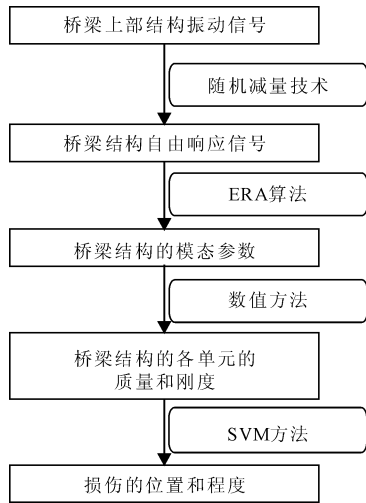 桥梁上部结构振动信号
随机减量技术
桥梁结构自由响应信号
ERA算法
桥梁结构的模态参数
数值方法
桥梁结构的各单元的
质量和刚度
SVM方法
损伤的位置和程度